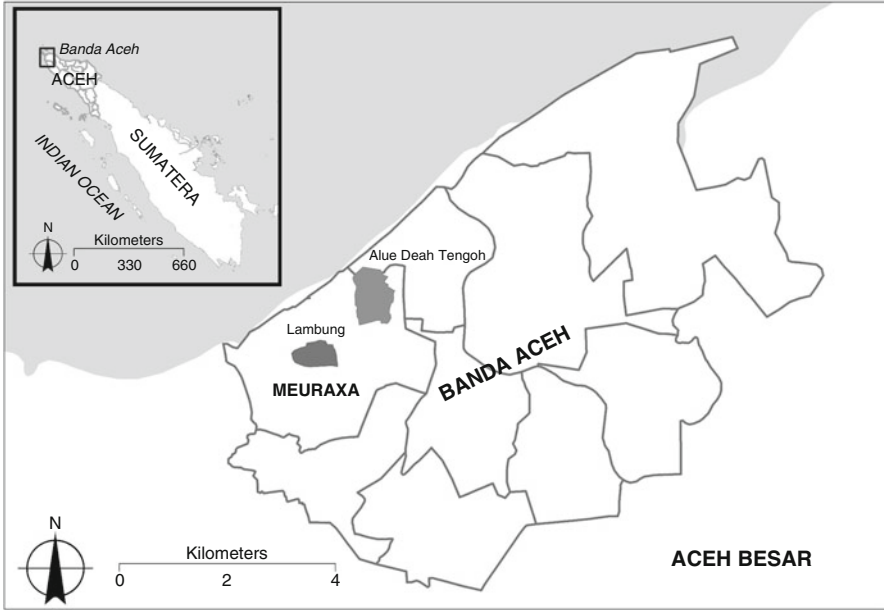 Banda Aceh
ACEH
SUMATERA
INDIAN OCEAN
N
Kilometers
0 330 660
Alue Deah Tengoh
Lambung
MEURAXA
BANDA ACEH
N
Kilometers
0 2 4
ACEH BESAR